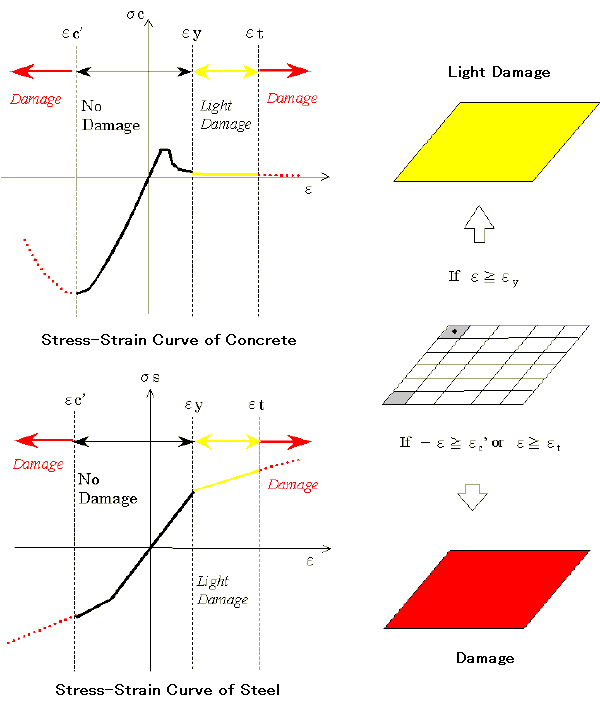 σc
εc' εy εt
Damage No Damage Light Damage Damage
ε
Stress-Strain Curve of Concrete
σs
εc' εy εt
Damage No Damage Damage
ε
Light Damage
Stress-Strain Curve of Steel
Light Damage
If ε ≧ εy
If − ε ≧ εc' or ε ≧ εt
Damage